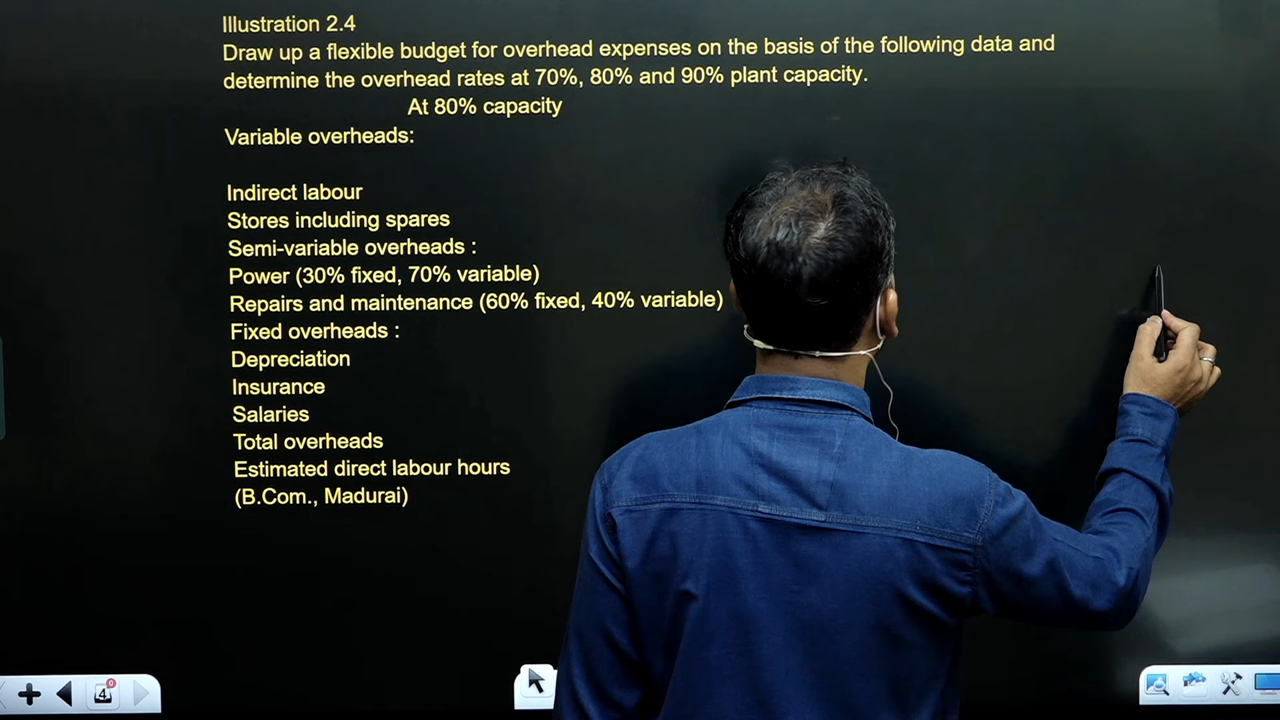 Illustration 2.4
Draw up a flexible budget for overhead expenses on the basis of the following data and
determine the overhead rates at 70%, 80% and 90% plant capacity.
At 80% capacity
Variable overheads:
Indirect labour
Stores including spares
Semi-variable overheads :
Power (30% fixed, 70% variable)
Repairs and maintenance (60% fixed, 40% variable)
Fixed overheads :
Depreciation
Insurance
Salaries
Total overheads
Estimated direct labour hours
(B.Com., Madurai)
4
0